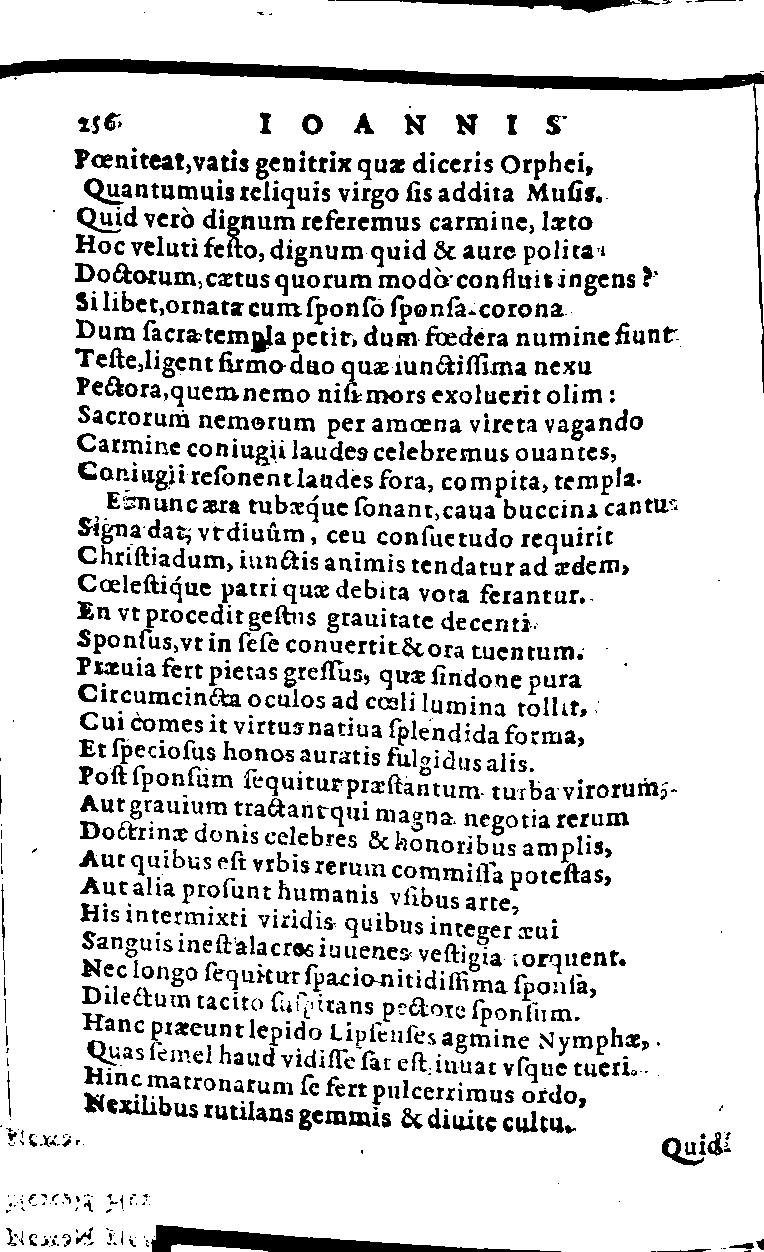 256 IOANNIS
Pœniteat, vatis genitrix quæ diceris Orphei,
Quantumuis reliquis virgo ſis addita Muſis.
Quid verò dignum referemus carmine, læto
Hoc veluti feſto, dignum quid & aure polita
Doctorum, cætus quorum modò confluit ingens?
Si libet, ornata cum ſponſo ſponſa corona
Dum ſacra templa petit, dum fœdera numine fiunt
Teſte, ligent firmo duo quæ iunctiſſima nexu
Pectora, quem nemo niſi mors exoluerit olim:
Sacrorum nemorum per amœna vireta vagando
Carmine coniugii laudes celebremus ouantes,
Coniugii reſonent laudes fora, compita, templa.
En nunc æra tubæq́ue ſonant, caua buccina cantus
Signa dat, vt diuûm, ceu conſuetudo requirit
Chriſtiadum, iunctis animis tendatur ad ædem,
Cœleſtiq́ue patri quæ debita vota ferantur.
En vt procedit geſtus grauitate decenti
Sponſus, vt in ſeſe conuertit & ora tuentum.
Præuia fert pietas greſſus, quæ ſindone pura
Circumcincta oculos ad cœli lumina tollit,
Cui comes it virtus natiua ſplendida forma,
Et ſpecioſus honos auratis fulgidus alis.
Poſt ſponſum ſequitur præſtantum turba virorum,
Aut grauium tractant qui magna negotia rerum
Doctrinæ donis celebres & honoribus amplis,
Aut quibus eſt vrbis rerum commiſſa poteſtas,
Aut alia proſunt humanis vſibus arte,
His intermixti viridis quibus integer æui
Sanguis ineſt alacres iuuenes veſtigia torquent.
Nec longo ſequitur ſpacio nitidiſſima ſponſa,
Dilectum tacito ſuſpitans pectore ſponſum.
Hanc præeunt lepido Lipſenſes agmine Nymphæ,
Quas ſemel haud vidiſſe ſat eſt, iuuat vſque tueri.
Hinc matronarum ſe fert pulcerrimus ordo,
Nexilibus rutilans gemmis & diuite cultu.
Quid